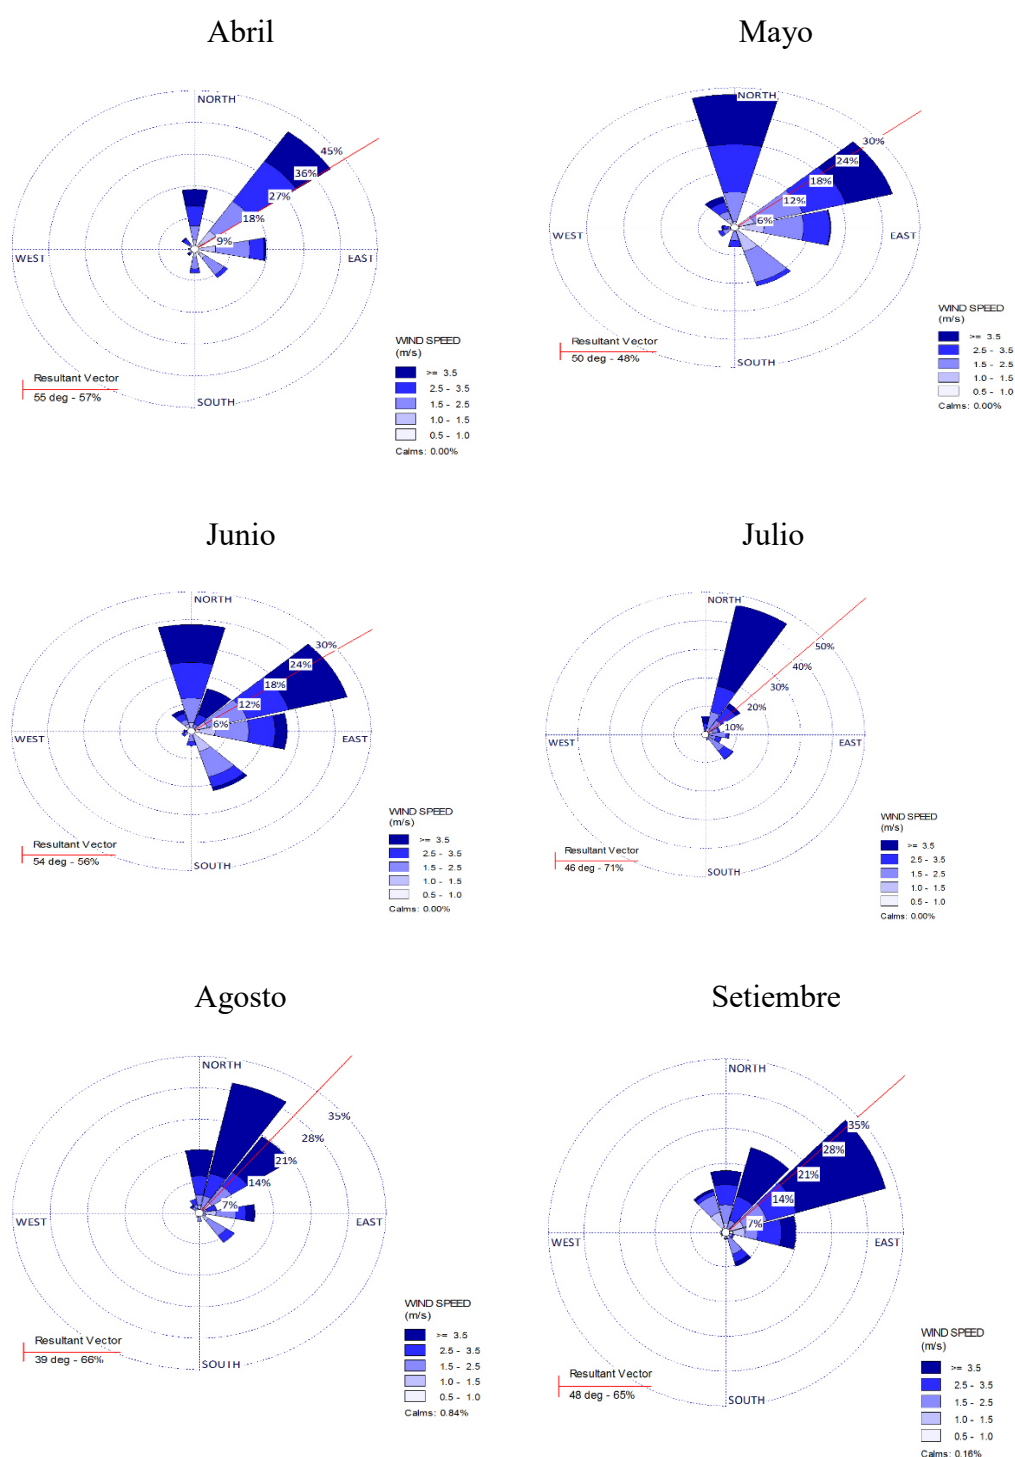 Abril
Mayo
NORTH
45%
36%
27%
18%
9%
WEST
EAST
SOUTH
Resultant Vector
55 deg - 57%
WIND SPEED
(m/s)
>= 3.5
2.5 - 3.5
1.5 - 2.5
1.0 - 1.5
0.5 - 1.0
Calms: 0.00%
NORTH
30%
24%
18%
12%
6%
WEST
EAST
SOUTH
Resultant Vector
50 deg - 48%
WIND SPEED
(m/s)
>= 3.5
2.5 - 3.5
1.5 - 2.5
1.0 - 1.5
0.5 - 1.0
Calms: 0.00%
Junio
Julio
NORTH
30%
24%
18%
12%
6%
WEST
EAST
SOUTH
Resultant Vector
54 deg - 56%
WIND SPEED
(m/s)
>= 3.5
2.5 - 3.5
1.5 - 2.5
1.0 - 1.5
0.5 - 1.0
Calms: 0.00%
NORTH
50%
40%
30%
20%
10%
WEST
EAST
SOUTH
Resultant Vector
46 deg - 71%
WIND SPEED
(m/s)
>= 3.5
2.5 - 3.5
1.5 - 2.5
1.0 - 1.5
0.5 - 1.0
Calms: 0.00%
Agosto
Setiembre
NORTH
35%
28%
21%
14%
7%
WEST
EAST
SOUTH
Resultant Vector
39 deg - 66%
WIND SPEED
(m/s)
>= 3.5
2.5 - 3.5
1.5 - 2.5
1.0 - 1.5
0.5 - 1.0
Calms: 0.84%
NORTH
35%
28%
21%
14%
7%
WEST
EAST
SOUTH
Resultant Vector
48 deg - 65%
WIND SPEED
(m/s)
>= 3.5
2.5 - 3.5
1.5 - 2.5
1.0 - 1.5
0.5 - 1.0
Calms: 0.16%